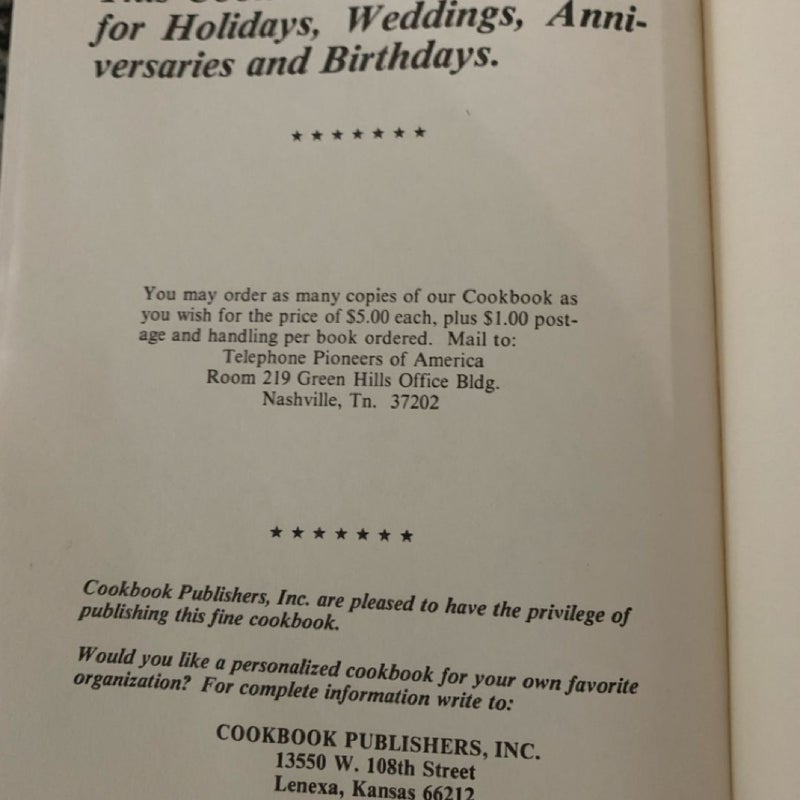 for Holidays, Weddings, Anni-
versaries and Birthdays.
★ ★ ★ ★ ★ ★ ★
You may order as many copies of our Cookbook as
you wish for the price of $5.00 each, plus $1.00 post-
age and handling per book ordered. Mail to:
Telephone Pioneers of America
Room 219 Green Hills Office Bldg.
Nashville, Tn. 37202
★ ★ ★ ★ ★ ★ ★
Cookbook Publishers, Inc. are pleased to have the privilege of
publishing this fine cookbook.
Would you like a personalized cookbook for your own favorite
organization? For complete information write to:
COOKBOOK PUBLISHERS, INC.
13550 W. 108th Street
Lenexa, Kansas 66212